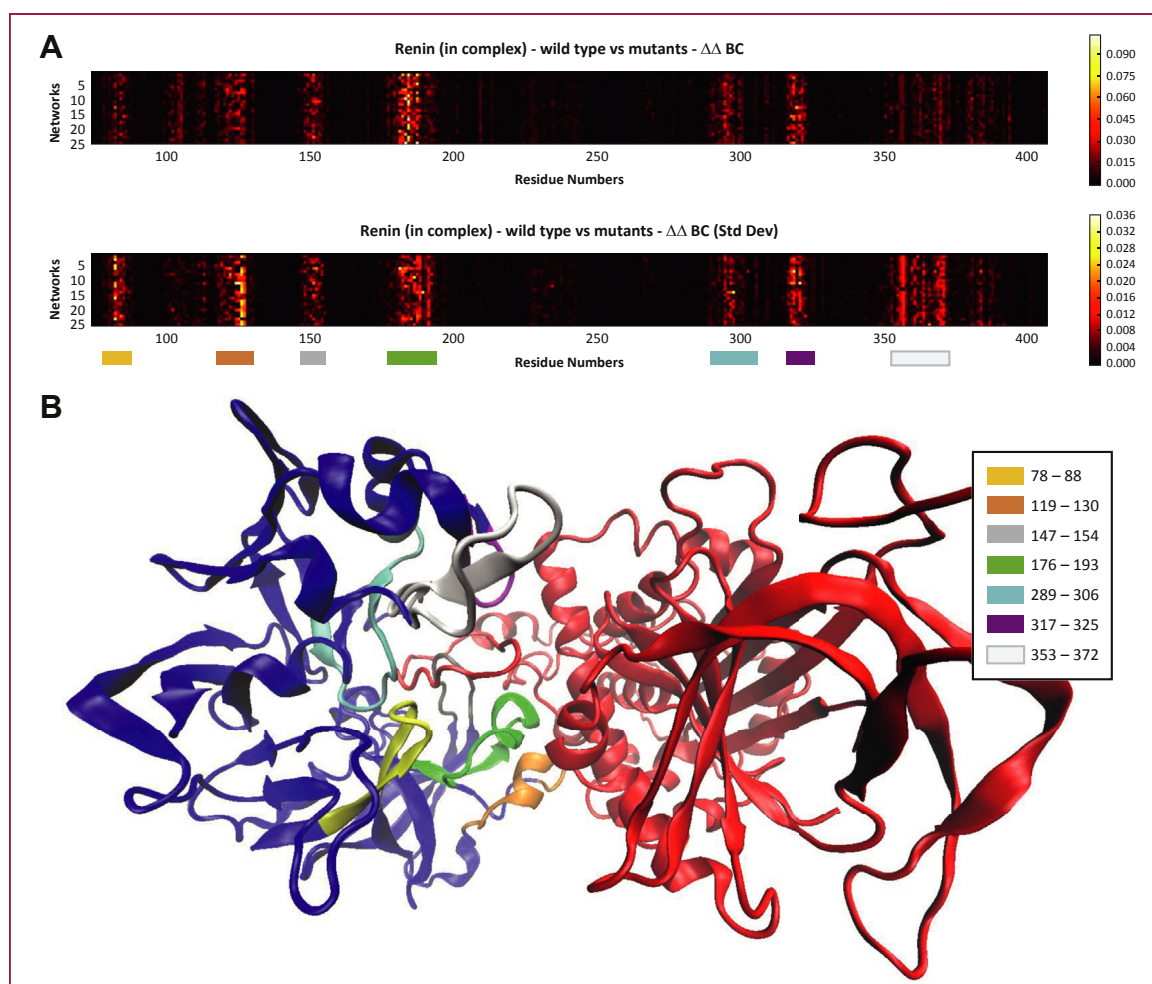 A
Renin (in complex) - wild type vs mutants - ΔΔ BC
Networks
5
10
15
20
25
100 150 200 250 300 350 400
Residue Numbers
0.090
0.075
0.060
0.045
0.030
0.015
0.000
Renin (in complex) - wild type vs mutants - ΔΔ BC (Std Dev)
Networks
5
10
15
20
25
100 150 200 250 300 350 400
Residue Numbers
0.036
0.032
0.028
0.024
0.020
0.016
0.012
0.008
0.004
0.000
B
78 – 88
119 – 130
147 – 154
176 – 193
289 – 306
317 – 325
353 – 372